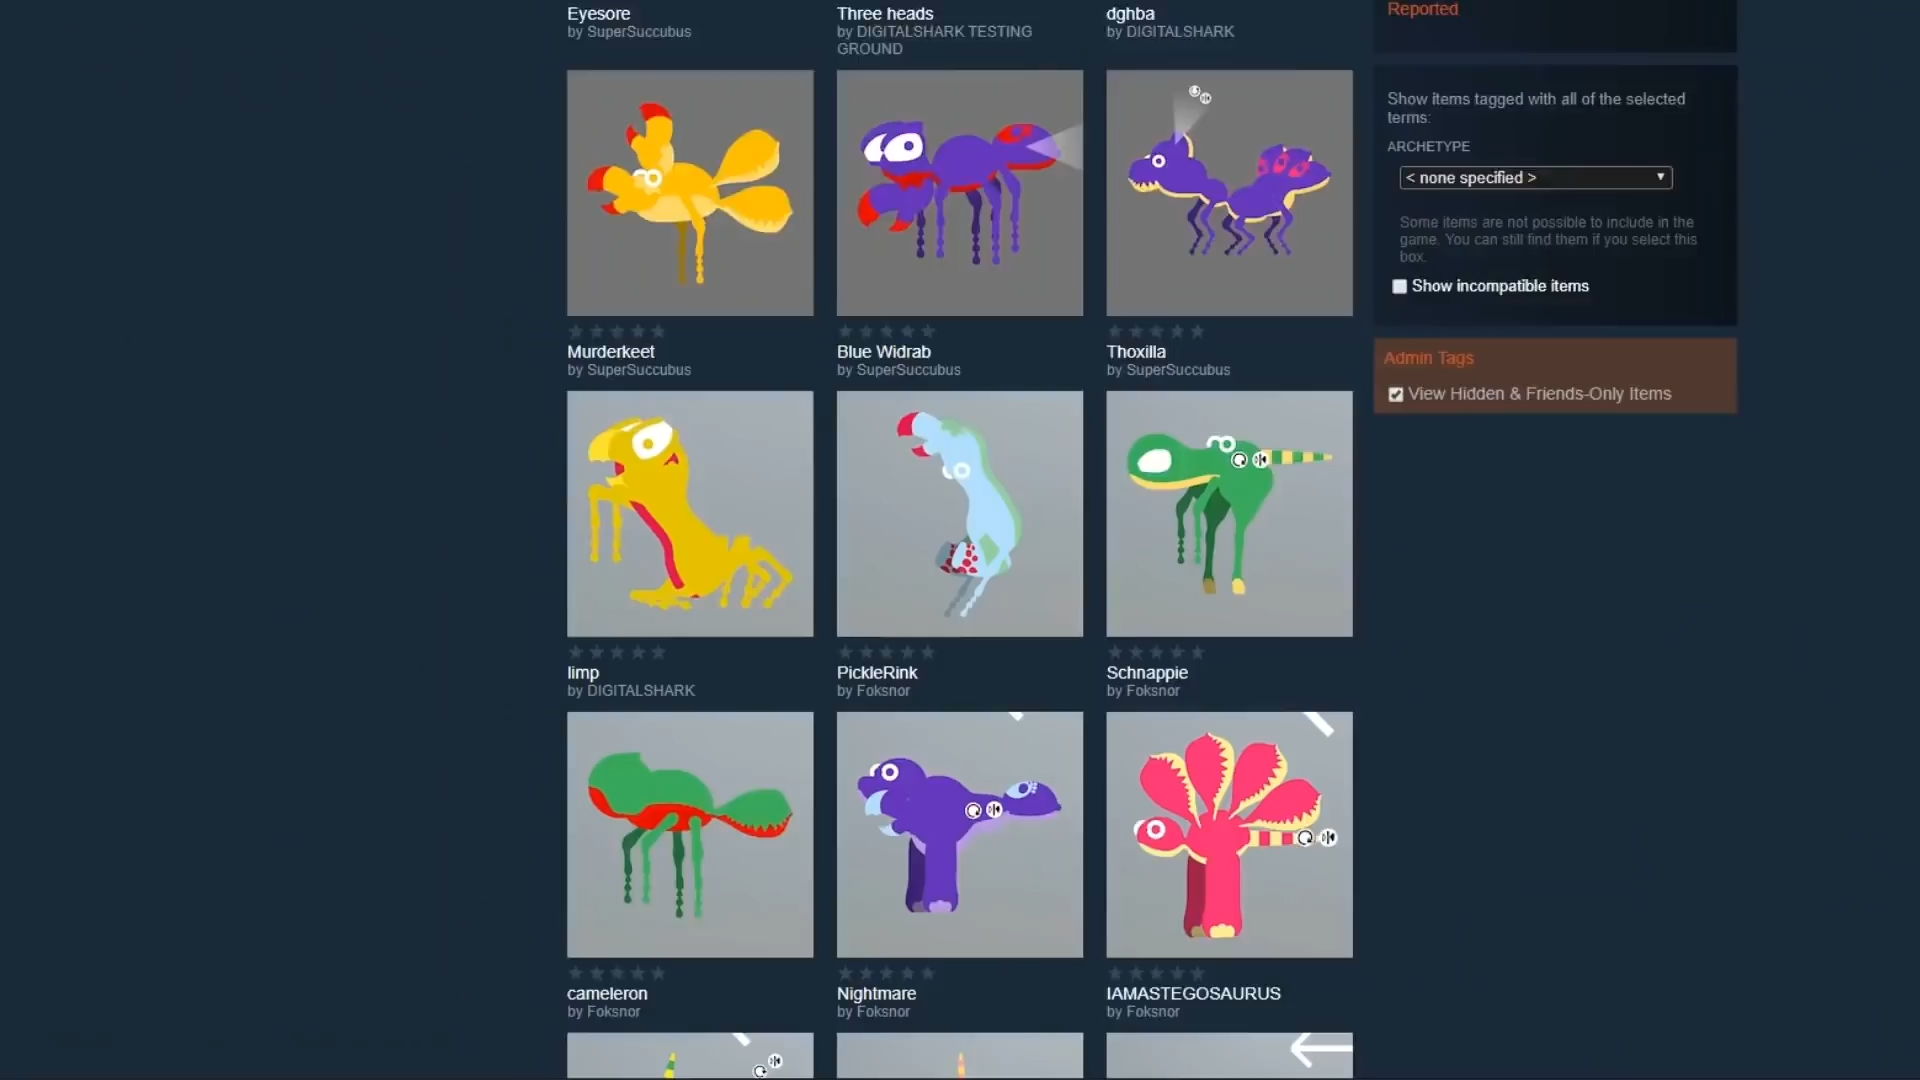 Eyesore
by SuperSuccubus
Three heads
by DIGITALSHARK TESTING
GROUND
dghba
by DIGITALSHARK
Murderkeet
by SuperSuccubus
Blue Widrab
by SuperSuccubus
Thoxilla
by SuperSuccubus
limp
by DIGITALSHARK
PickleRink
by Foksnor
Schnappie
by Foksnor
cameleron
by Foksnor
Nightmare
by Foksnor
IAMASTEGOSAURUS
by Foksnor
Reported
Show items tagged with all of the selected
terms:
ARCHETYPE
< none specified >
Some items are not possible to include in the
game. You can still find them if you select this
box.
Show incompatible items
Admin Tags
View Hidden & Friends-Only Items